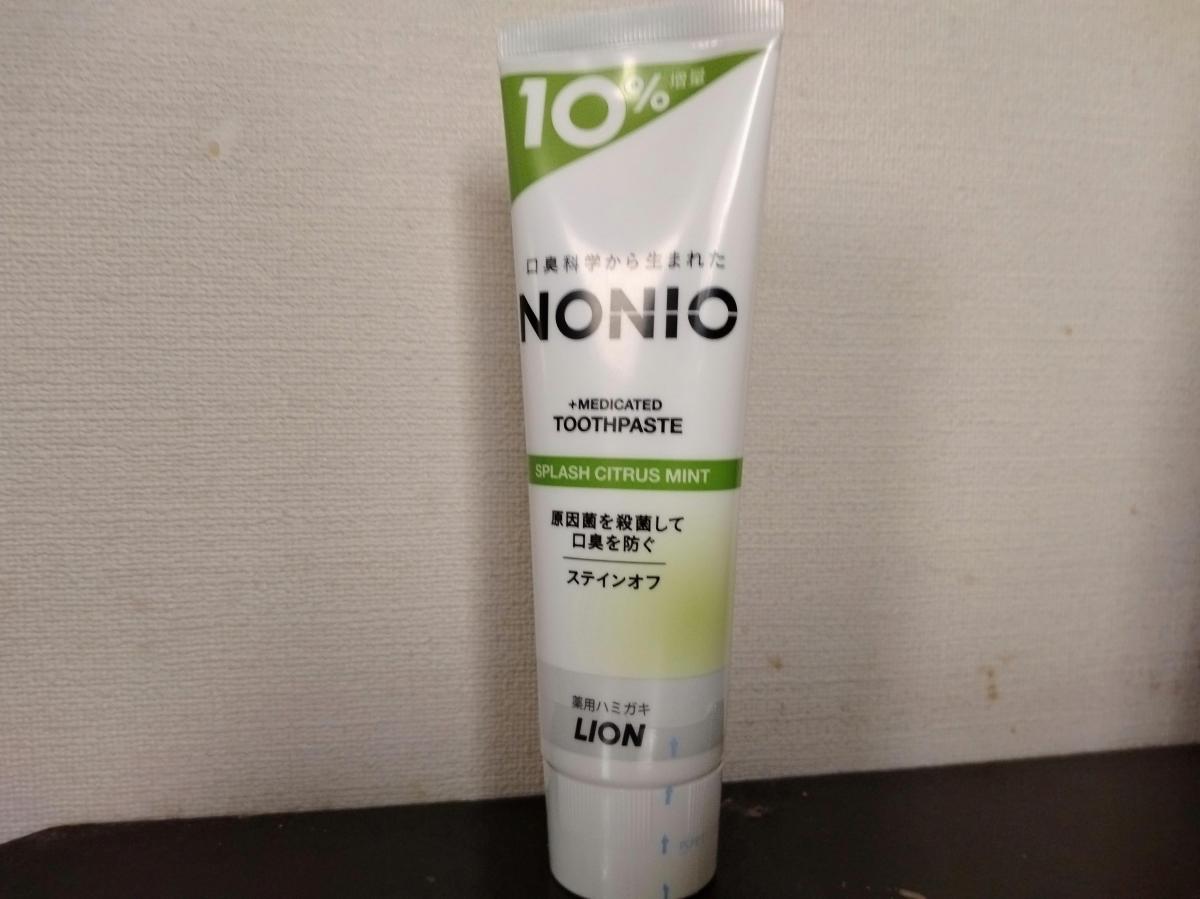 10% 増量
口臭科学から生まれた
NONIO
+MEDICATED
TOOTHPASTE
SPLASH CITRUS MINT
原因菌を殺菌して
口臭を防ぐ
ステインオフ
薬用ハミガキ
LION